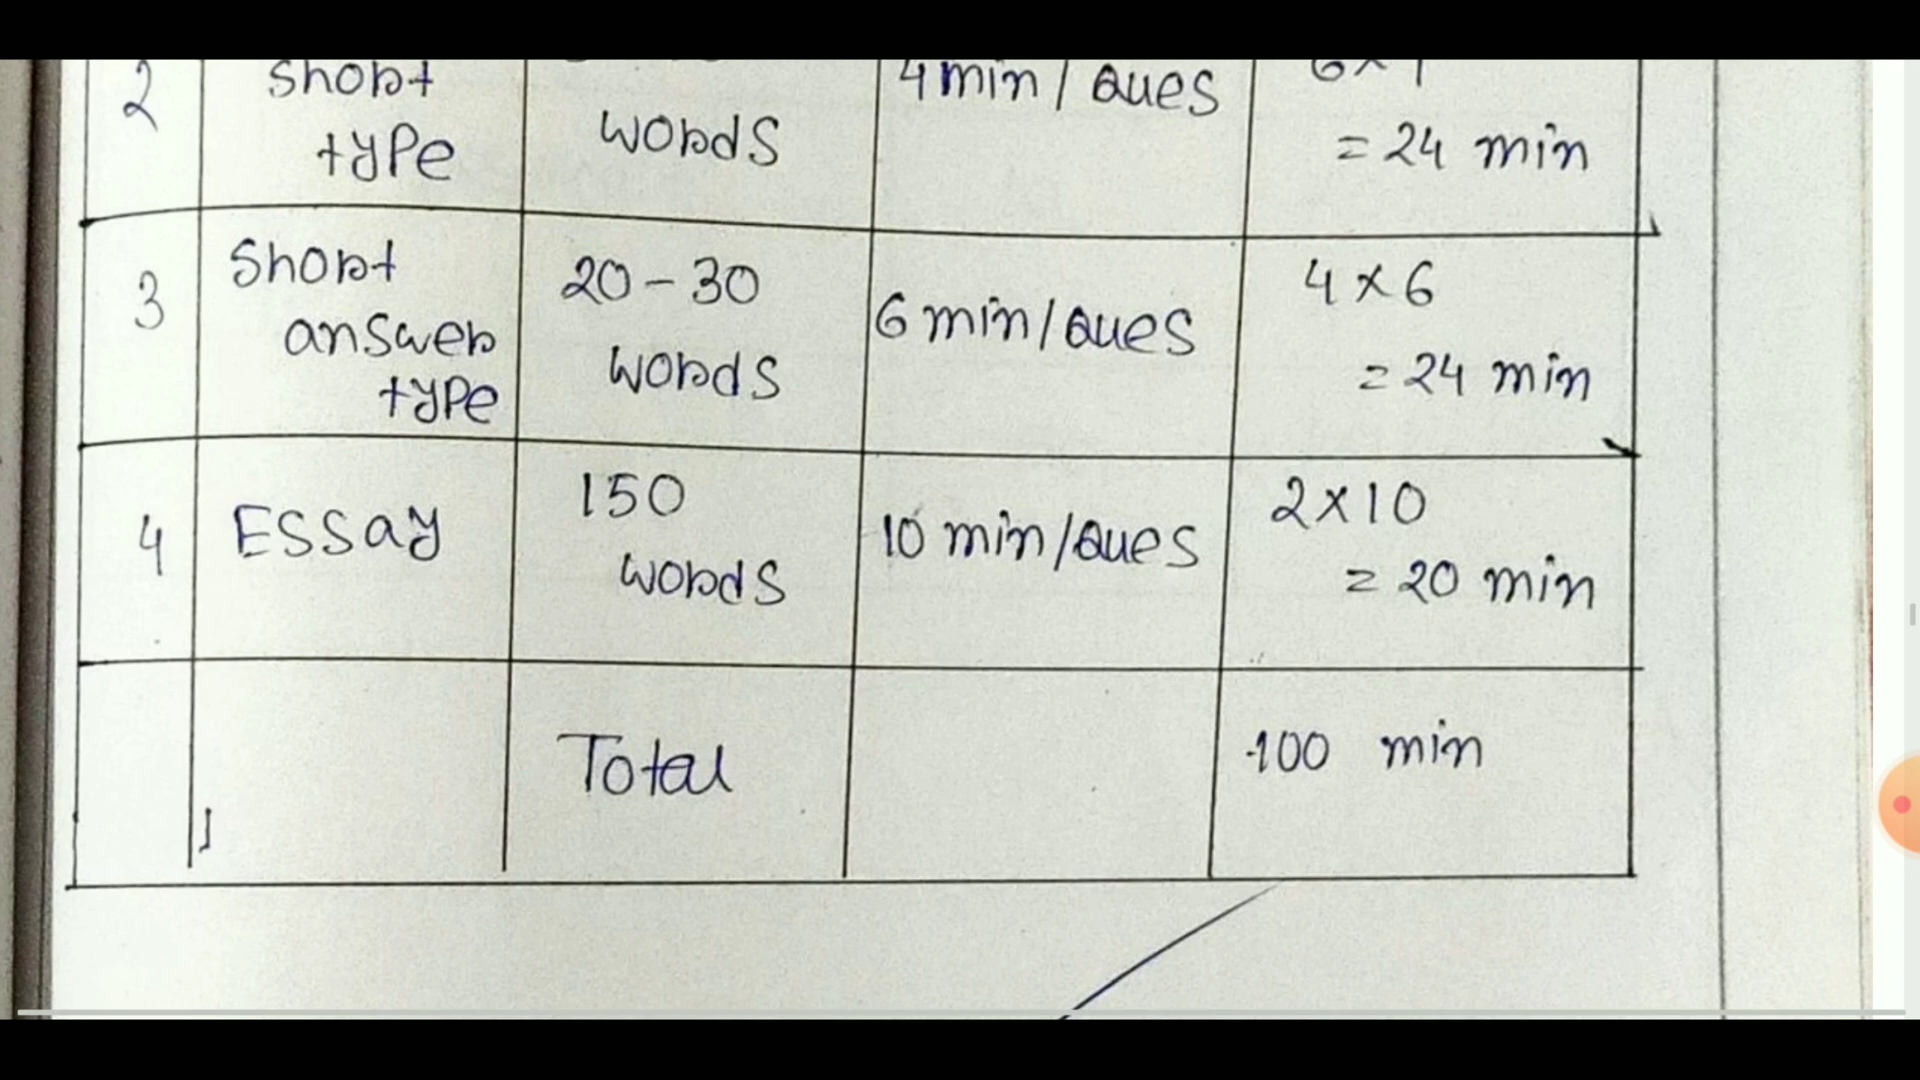 2
Short
type
words
4 min / Ques
= 24 min
3
Short
answer
type
20 - 30
words
6 min / Ques
4 × 6
= 24 min
4
Essay
150
words
10 min / Ques
2 × 10
= 20 min
Total
100 min